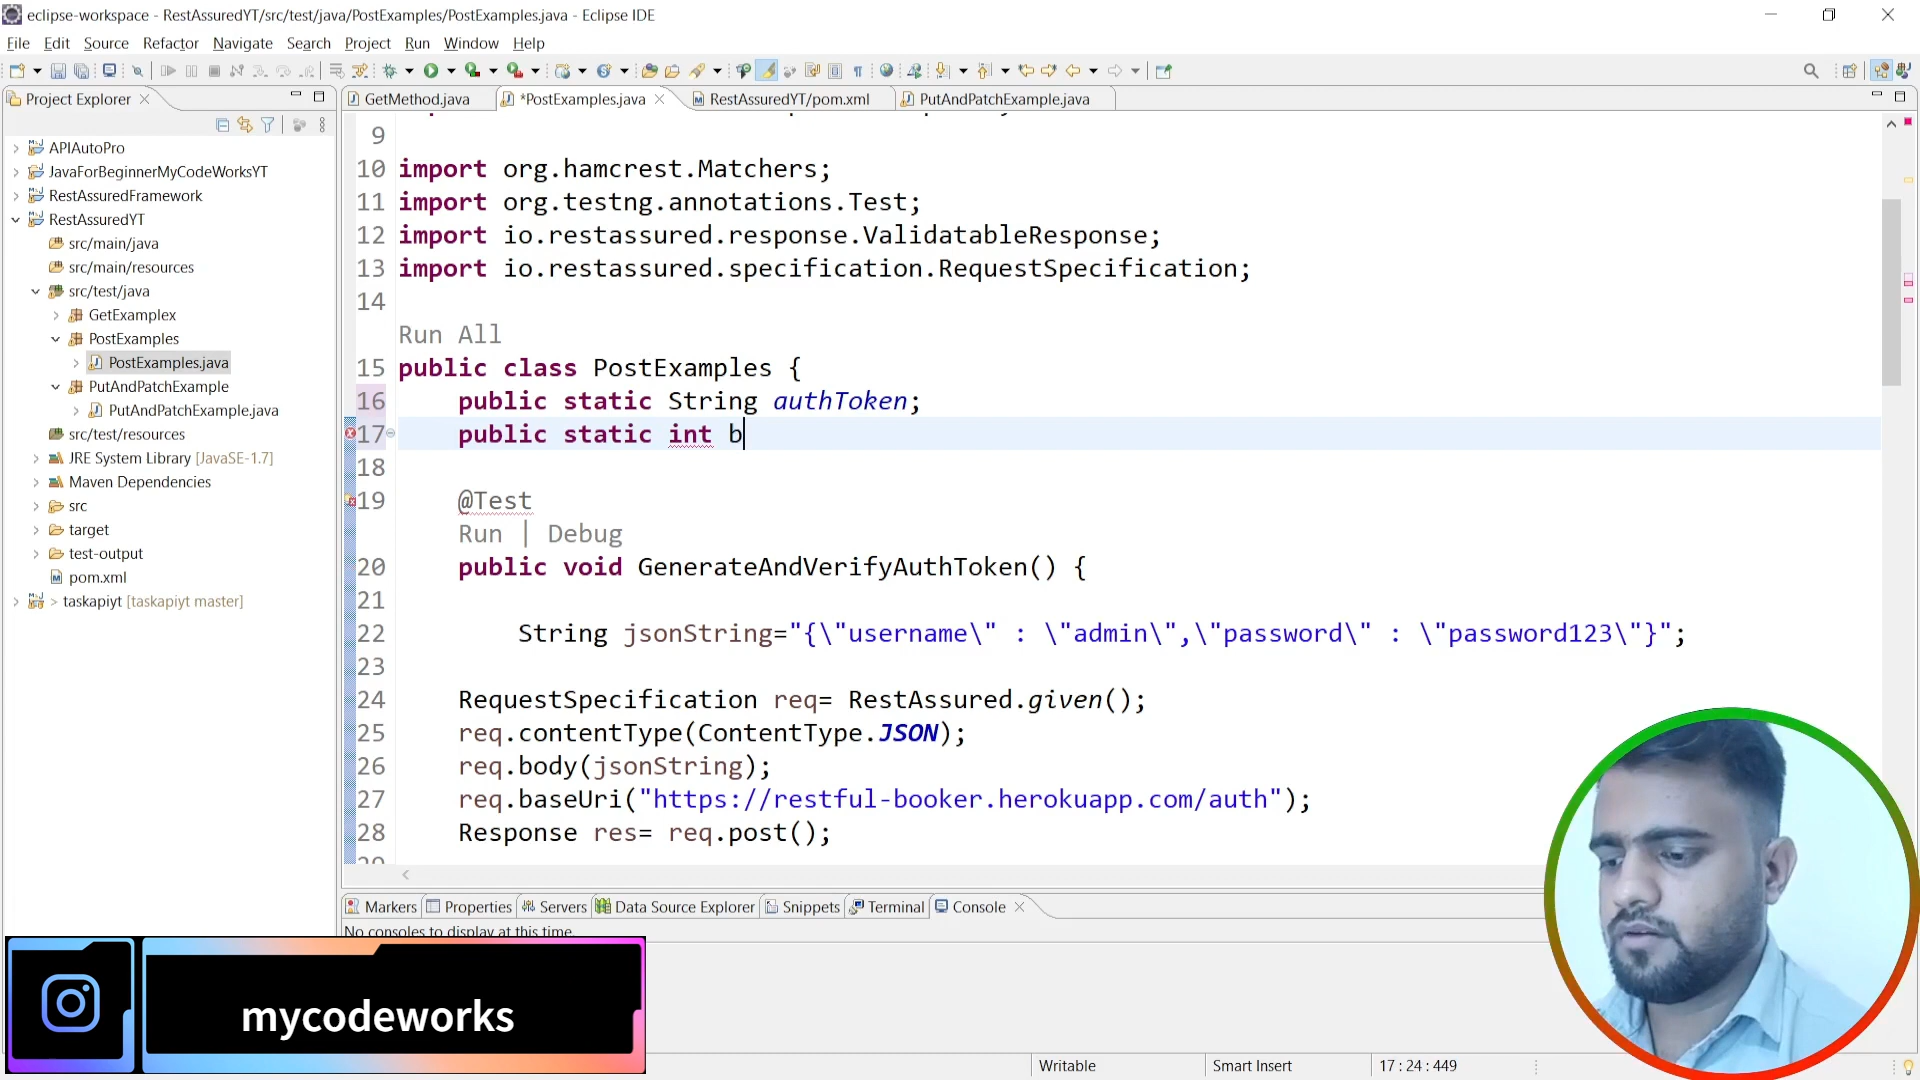 eclipse-workspace - RestAssuredYT/src/test/java/PostExamples/PostExamples.java - Eclipse IDE
File Edit Source Refactor Navigate Search Project Run Window Help
Project Explorer
GetMethod.java
*PostExamples.java
RestAssuredYT/pom.xml
PutAndPatchExample.java
APIAutoPro
JavaForBeginnerMyCodeWorksYT
RestAssuredFramework
RestAssuredYT
src/main/java
src/main/resources
src/test/java
GetExamplex
PostExamples
PostExamples.java
PutAndPatchExample
PutAndPatchExample.java
src/test/resources
JRE System Library [JavaSE-1.7]
Maven Dependencies
src
target
test-output
pom.xml
> taskapiyt [taskapiyt master]
9
10 import org.hamcrest.Matchers;
11 import org.testng.annotations.Test;
12 import io.restassured.response.ValidatableResponse;
13 import io.restassured.specification.RequestSpecification;
14
Run All
15 public class PostExamples {
16 public static String authToken;
17 public static int b
18
19 @Test
Run | Debug
20 public void GenerateAndVerifyAuthToken() {
21
22 String jsonString="{\"username\" : \"admin\",\"password\" : \"password123\"}";
23
24 RequestSpecification req= RestAssured.given();
25 req.contentType(ContentType.JSON);
26 req.body(jsonString);
27 req.baseUri("https://restful-booker.herokuapp.com/auth");
28 Response res= req.post();
Markers Properties Servers Data Source Explorer Snippets Terminal Console
No consoles to display at this time.
mycodeworks
Writable Smart Insert 17 : 24 : 449